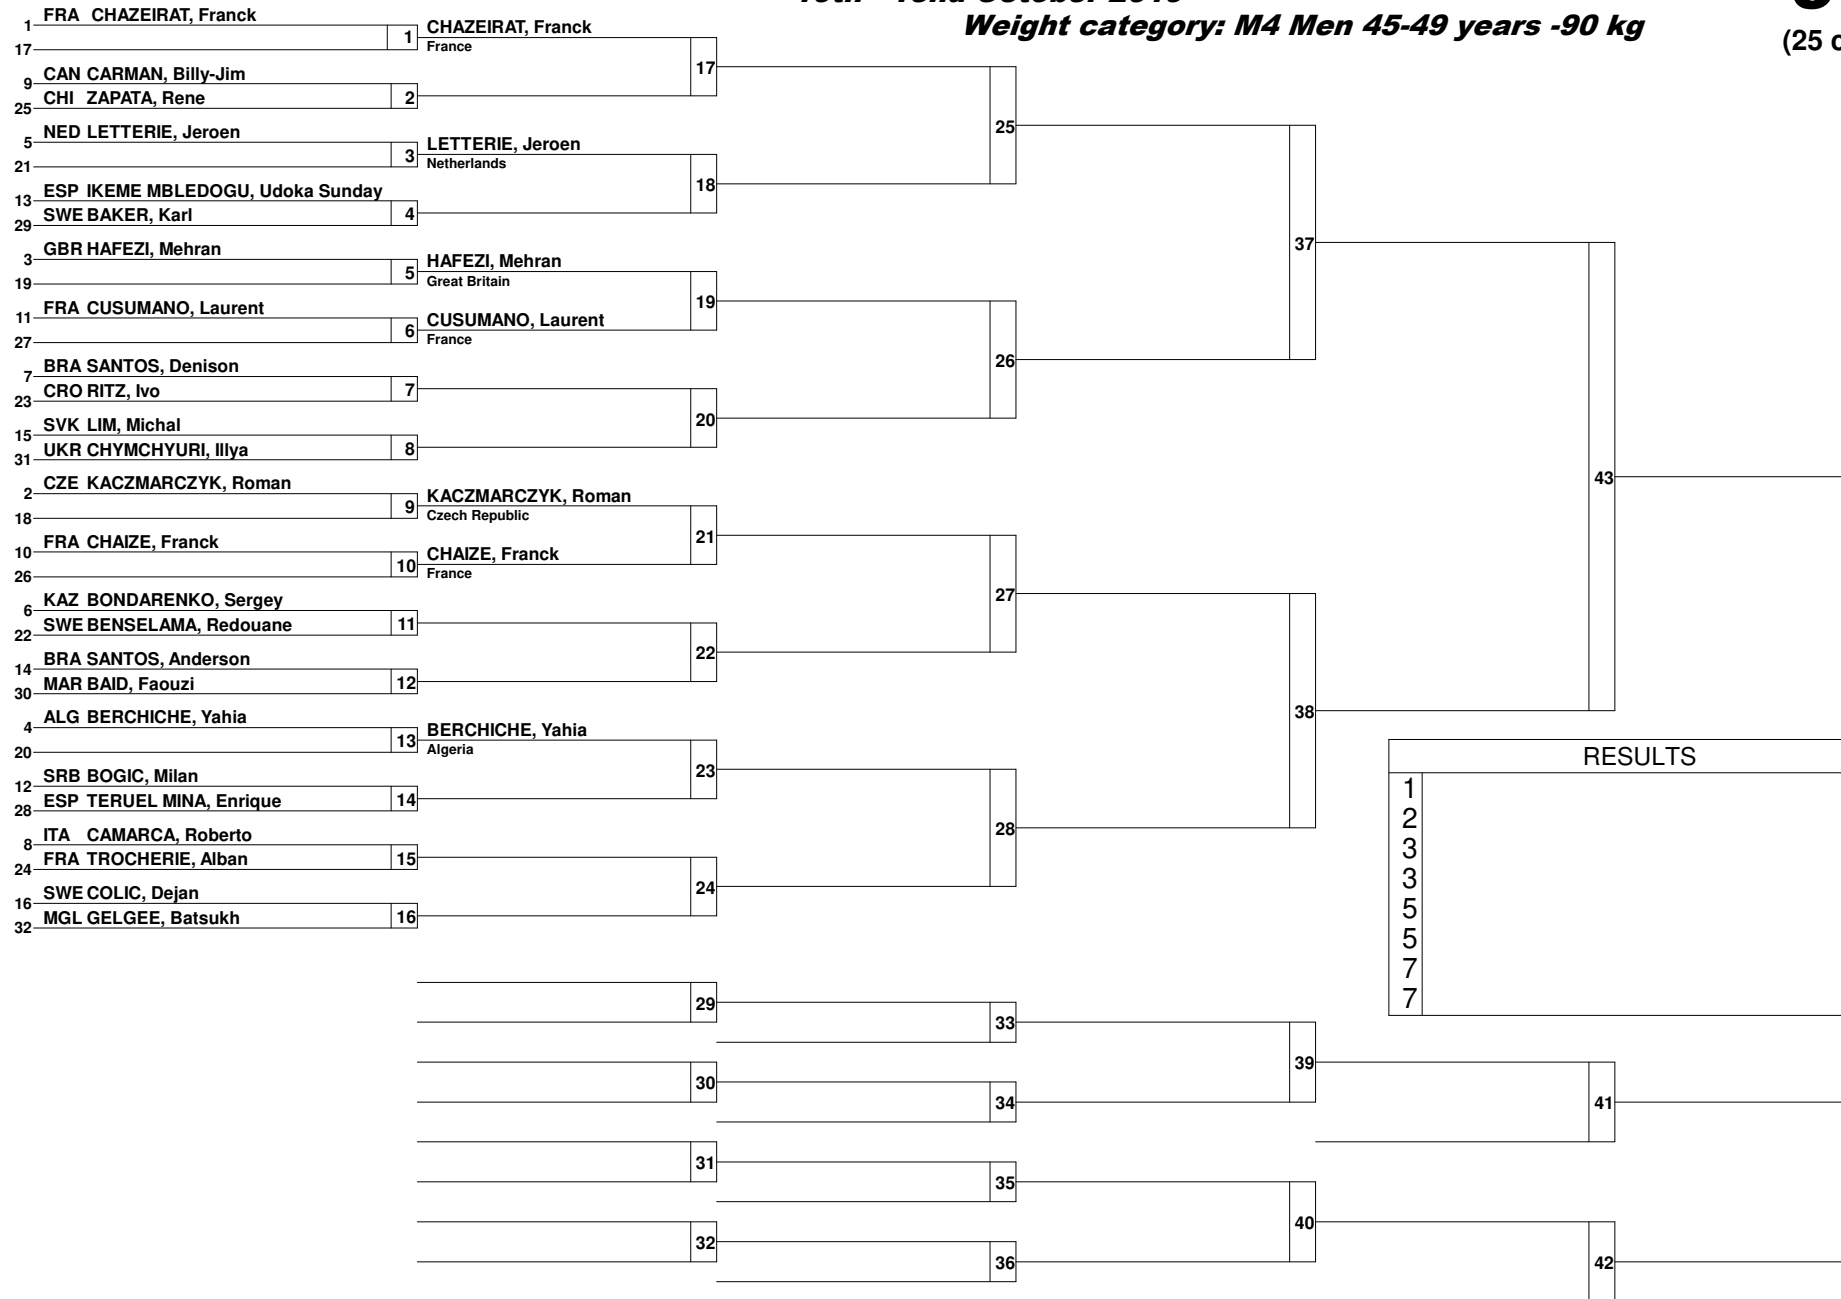 Weight category: M4 Men 45-49 years -90 kg
(25 c
1 FRA CHAZEIRAT, Franck
17
1 CHAZEIRAT, Franck
France
9 CAN CARMAN, Billy-Jim
25 CHI ZAPATA, Rene
2
17
5 NED LETTERIE, Jeroen
21
3 LETTERIE, Jeroen
Netherlands
13 ESP IKEME MBLEDOGU, Udoka Sunday
29 SWE BAKER, Karl
4
18
25
3 GBR HAFEZI, Mehran
19
5 HAFEZI, Mehran
Great Britain
11 FRA CUSUMANO, Laurent
27
6 CUSUMANO, Laurent
France
19
7 BRA SANTOS, Denison
23 CRO RITZ, Ivo
7
15 SVK LIM, Michal
31 UKR CHYMCHYURI, Illya
8
20
26
37
2 CZE KACZMARCZYK, Roman
18
9 KACZMARCZYK, Roman
Czech Republic
10 FRA CHAIZE, Franck
26
10 CHAIZE, Franck
France
21
6 KAZ BONDARENKO, Sergey
22 SWE BENSELAMA, Redouane
11
14 BRA SANTOS, Anderson
30 MAR BAID, Faouzi
12
22
27
4 ALG BERCHICHE, Yahia
20
13 BERCHICHE, Yahia
Algeria
12 SRB BOGIC, Milan
28 ESP TERUEL MINA, Enrique
14
23
8 ITA CAMARCA, Roberto
24 FRA TROCHERIE, Alban
15
16 SWE COLIC, Dejan
32 MGL GELGEE, Batsukh
16
24
28
38
43
RESULTS
1
2
3
3
5
5
7
7
29
33
30
34
39
41
31
35
32
36
40
42